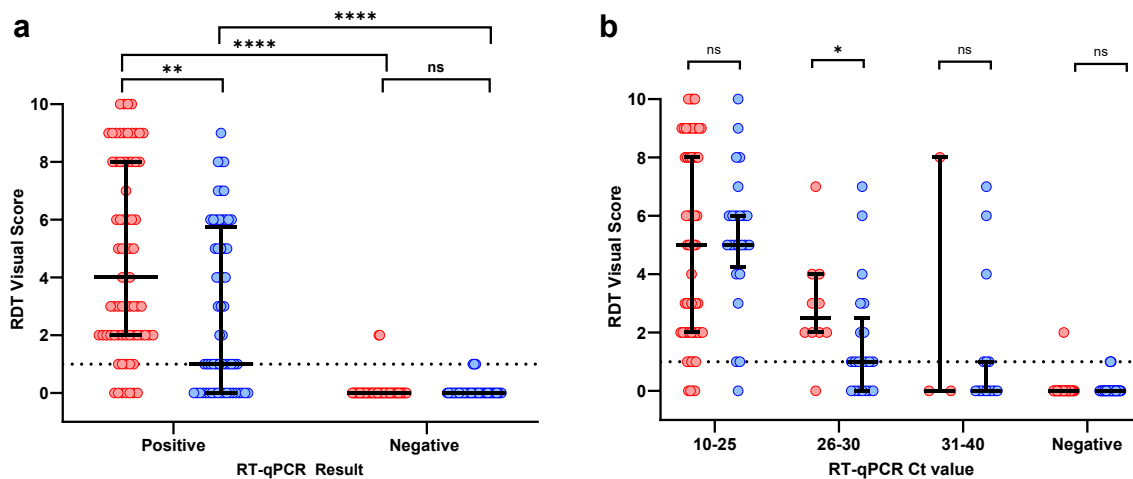 a
****
****
**
ns
RDT Visual Score
10
8
6
4
2
0
Positive
Negative
RT-qPCR Result
b
ns
*
ns
ns
RDT Visual Score
10
8
6
4
2
0
10-25
26-30
31-40
Negative
RT-qPCR Ct value